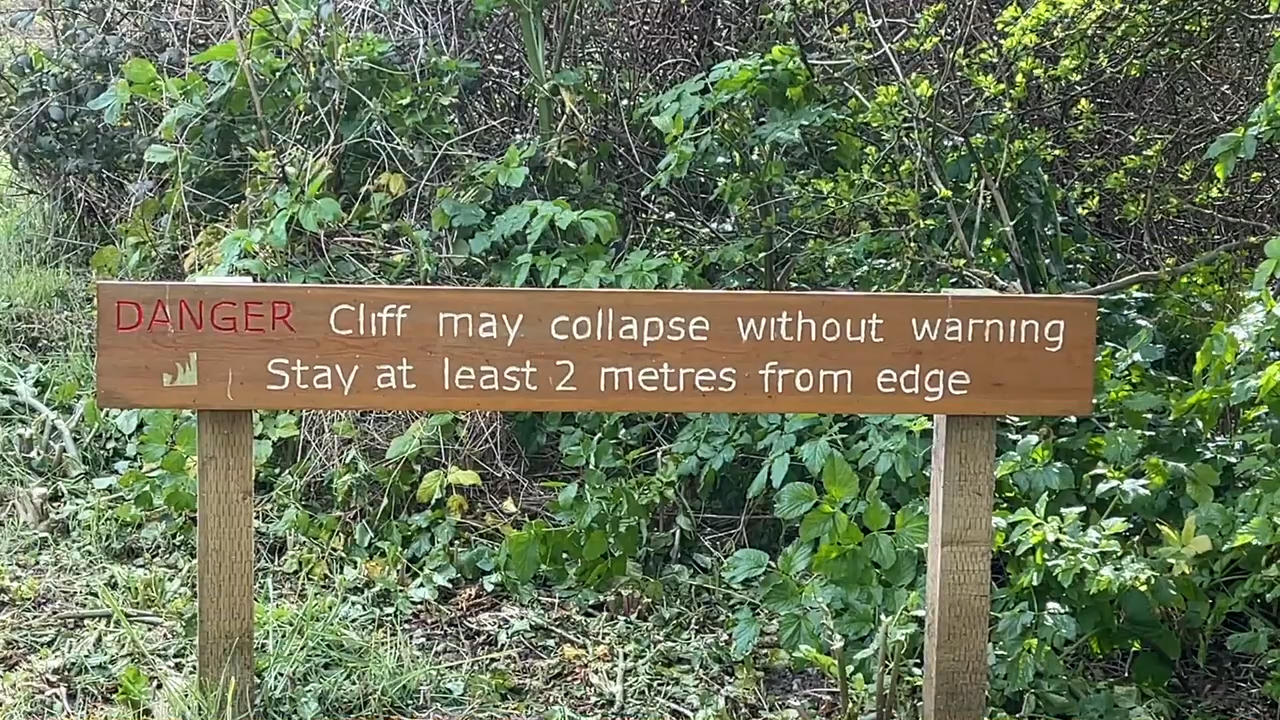 DANGER Cliff may collapse without warning
Stay at least 2 metres from edge